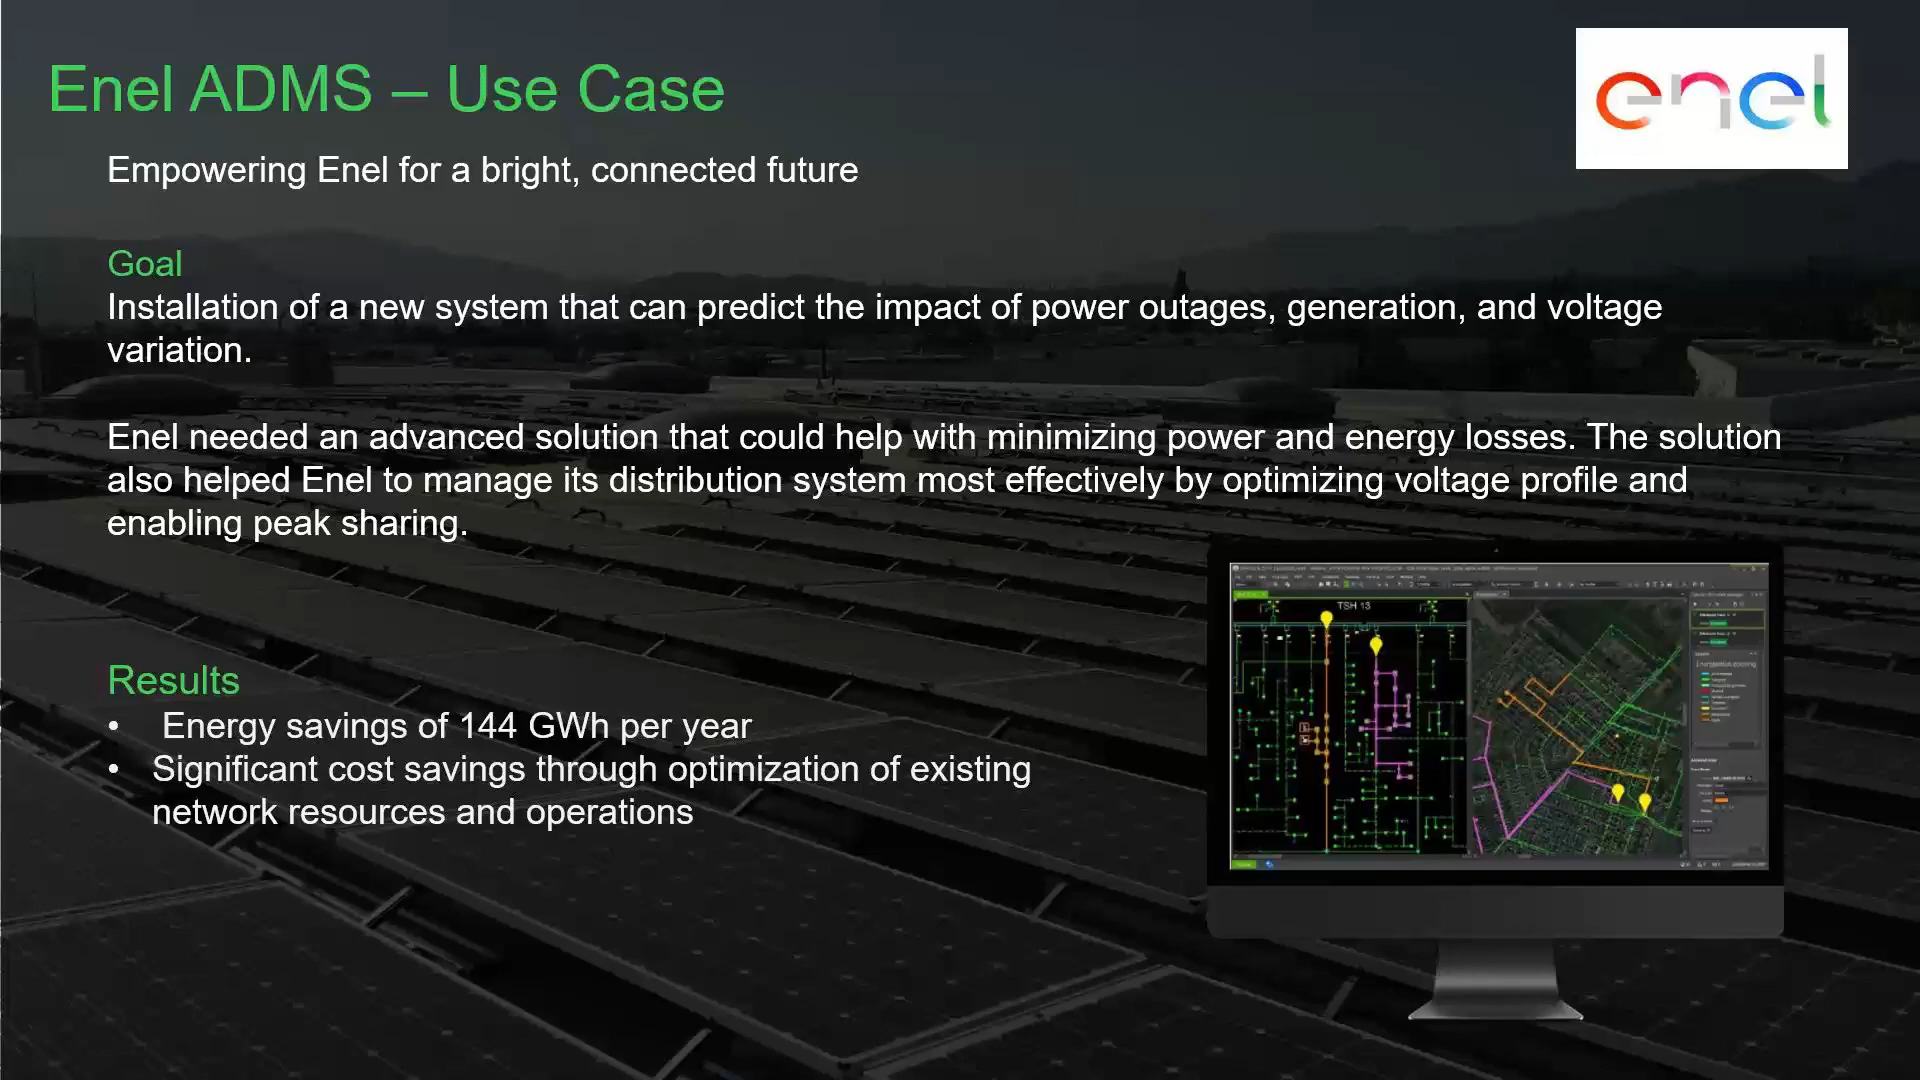 Enel ADMS – Use Case
enel
Empowering Enel for a bright, connected future
Goal
Installation of a new system that can predict the impact of power outages, generation, and voltage
variation.
Enel needed an advanced solution that could help with minimizing power and energy losses. The solution
also helped Enel to manage its distribution system most effectively by optimizing voltage profile and
enabling peak sharing.
TSH 13
Results
• Energy savings of 144 GWh per year
• Significant cost savings through optimization of existing
network resources and operations